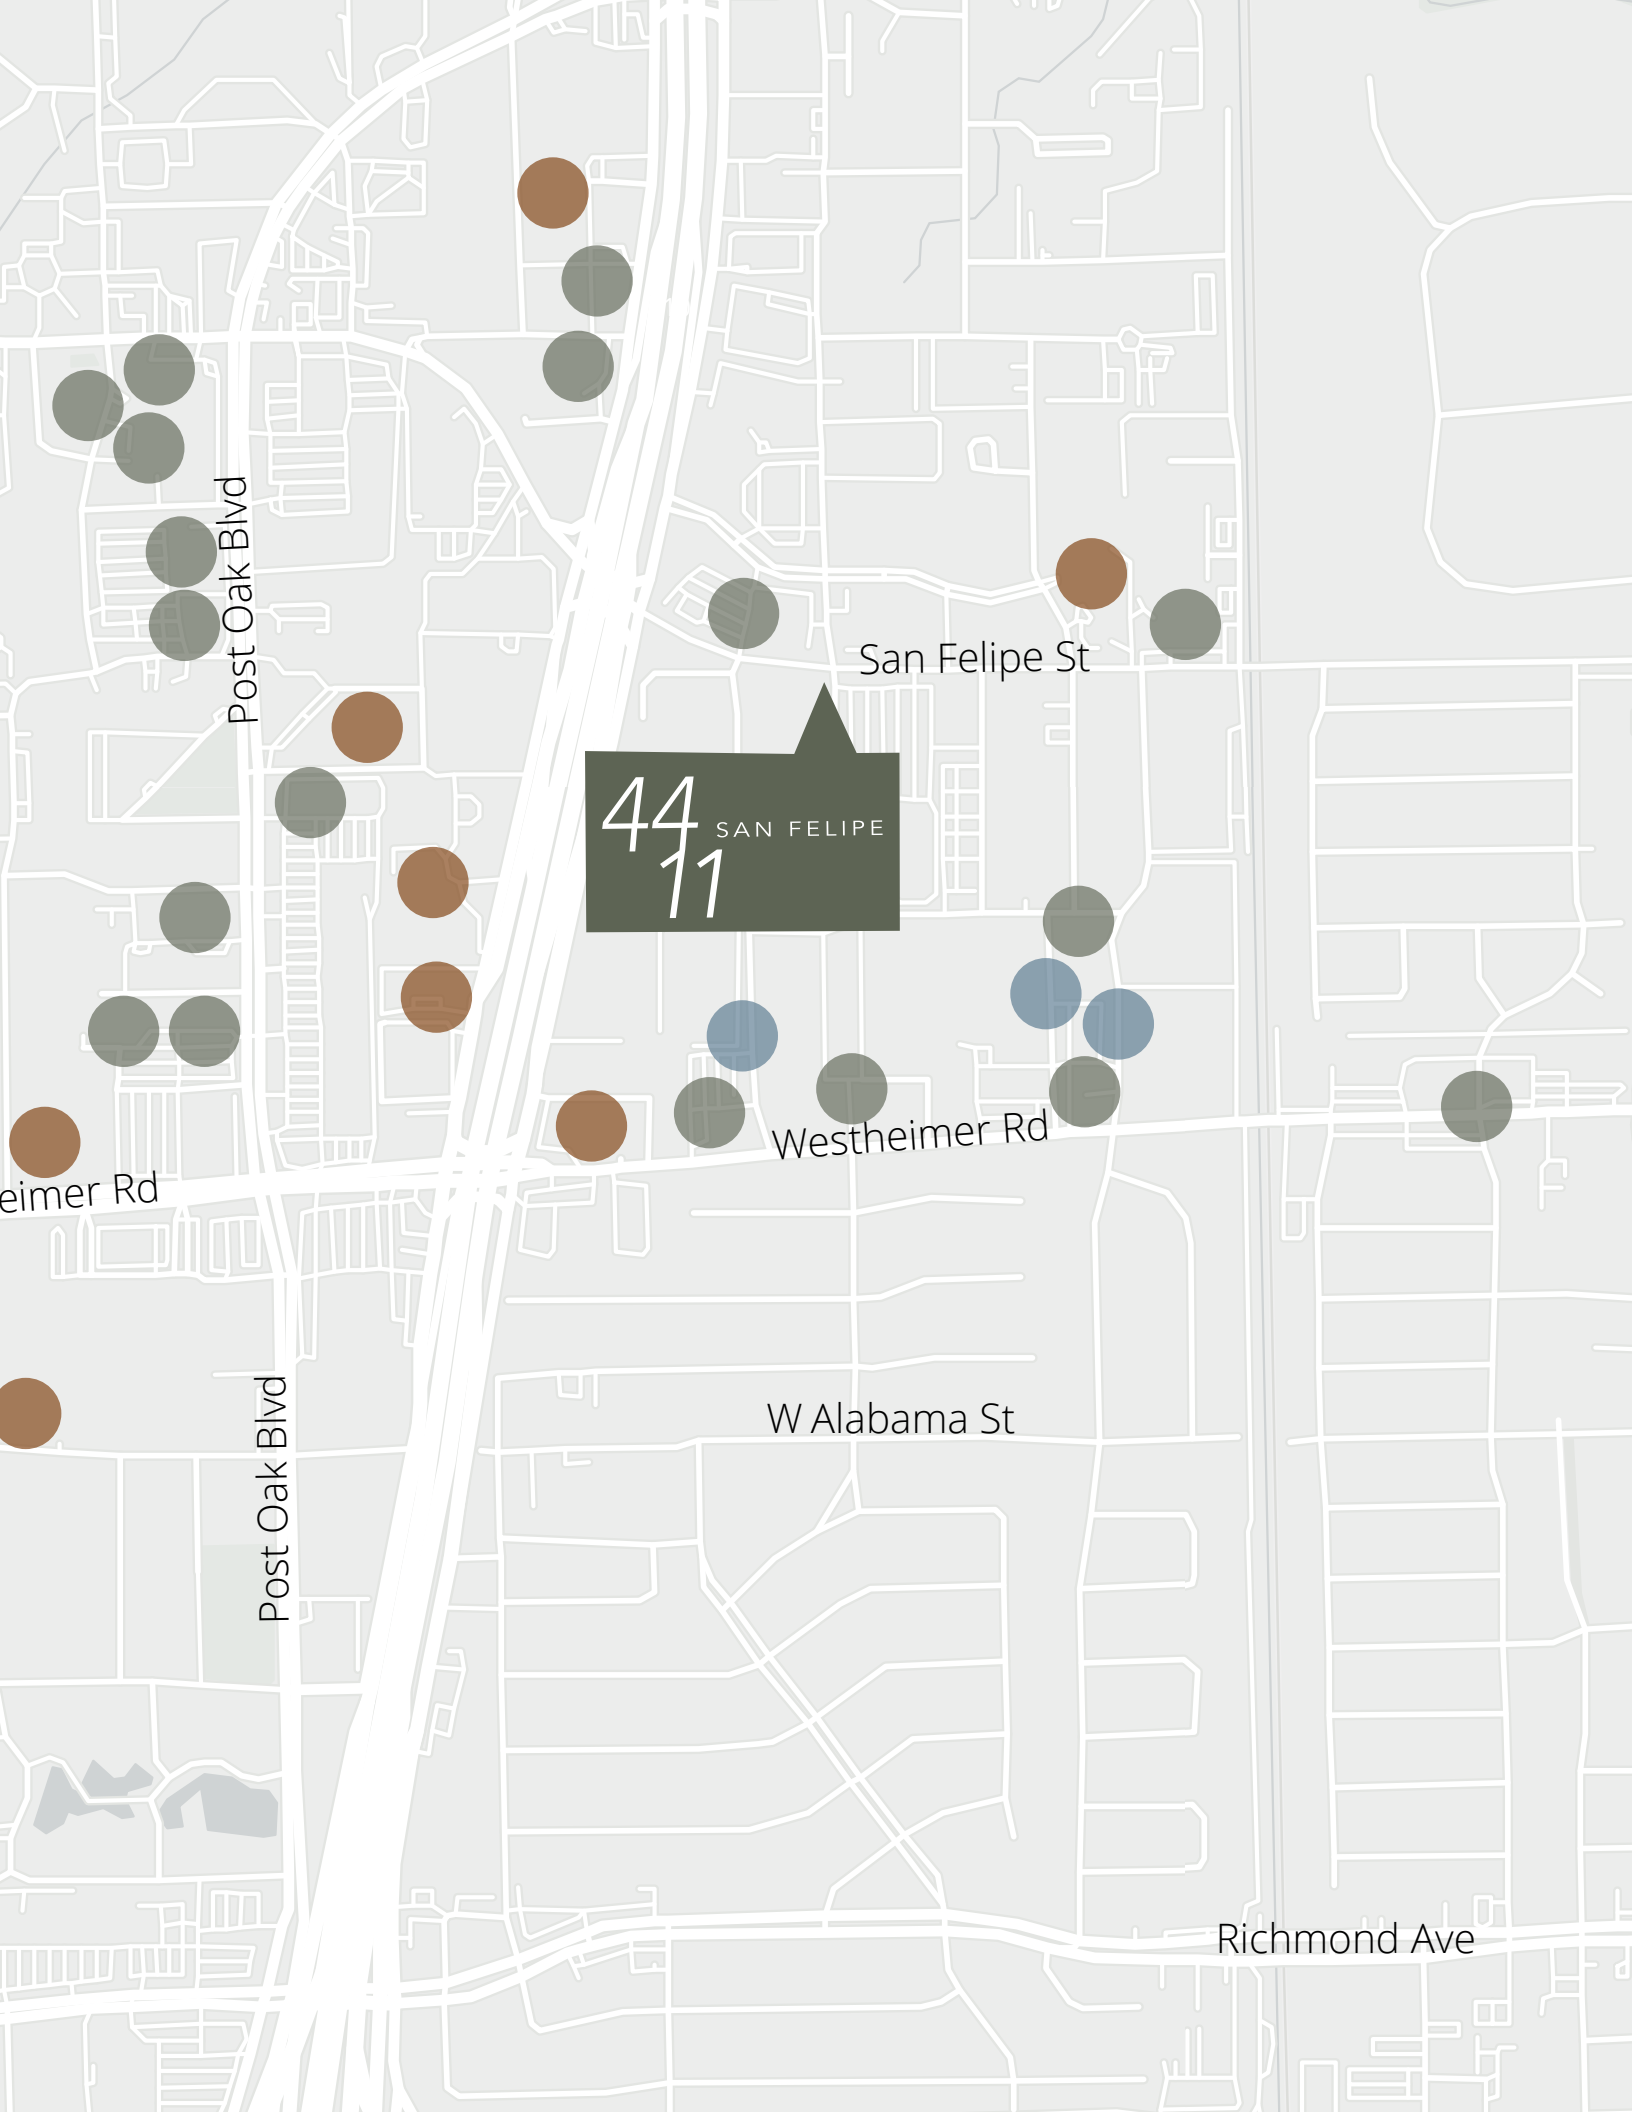 Post Oak Blvd
San Felipe St
44 SAN FELIPE
11
Westheimer Rd
eimer Rd
Post Oak Blvd
W Alabama St
Richmond Ave